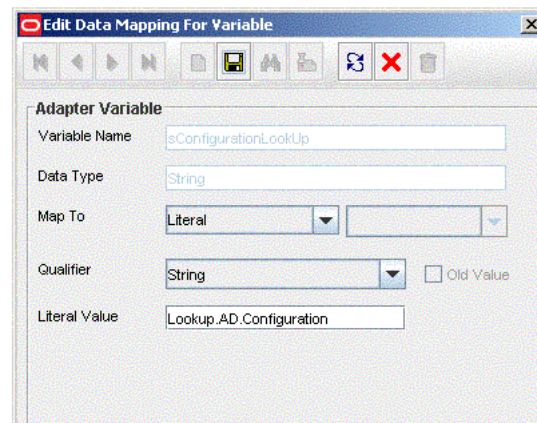 Edit Data Mapping For Variable
Adapter Variable
Variable Name sConfigurationLookUp
Data Type String
Map To Literal
Qualifier String Old Value
Literal Value Lookup.AD.Configuration